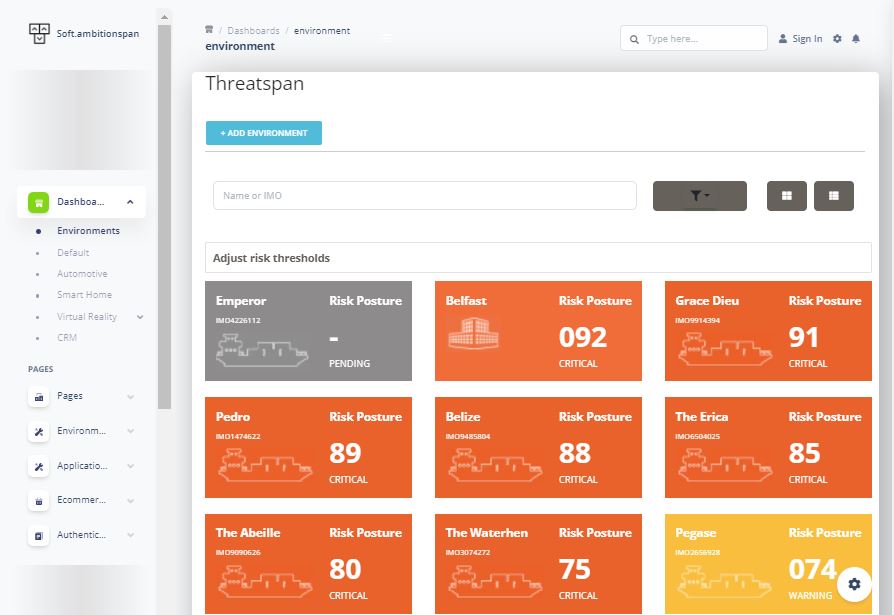 Soft.ambitionspan
/ Dashboards / environment
environment
Type here...
Sign In
Threatspan
+ ADD ENVIRONMENT
Name or IMO
Dashboa...
Environments
Default
Automotive
Smart Home
Virtual Reality
CRM
PAGES
Pages
Environm...
Applicatio...
Ecommer...
Authentic...
Adjust risk thresholds
Emperor Risk Posture
IMO4226112
-
PENDING
Belfast Risk Posture
092
CRITICAL
Grace Dieu Risk Posture
IMO9914394
91
CRITICAL
Pedro Risk Posture
IMO1474622
89
CRITICAL
Belize Risk Posture
IMO9485804
88
CRITICAL
The Erica Risk Posture
IMO6504025
85
CRITICAL
The Abeille Risk Posture
IMO9090626
80
CRITICAL
The Waterhen Risk Posture
IMO3074272
75
CRITICAL
Pegase Risk Posture
IMO2656928
074
WARNING